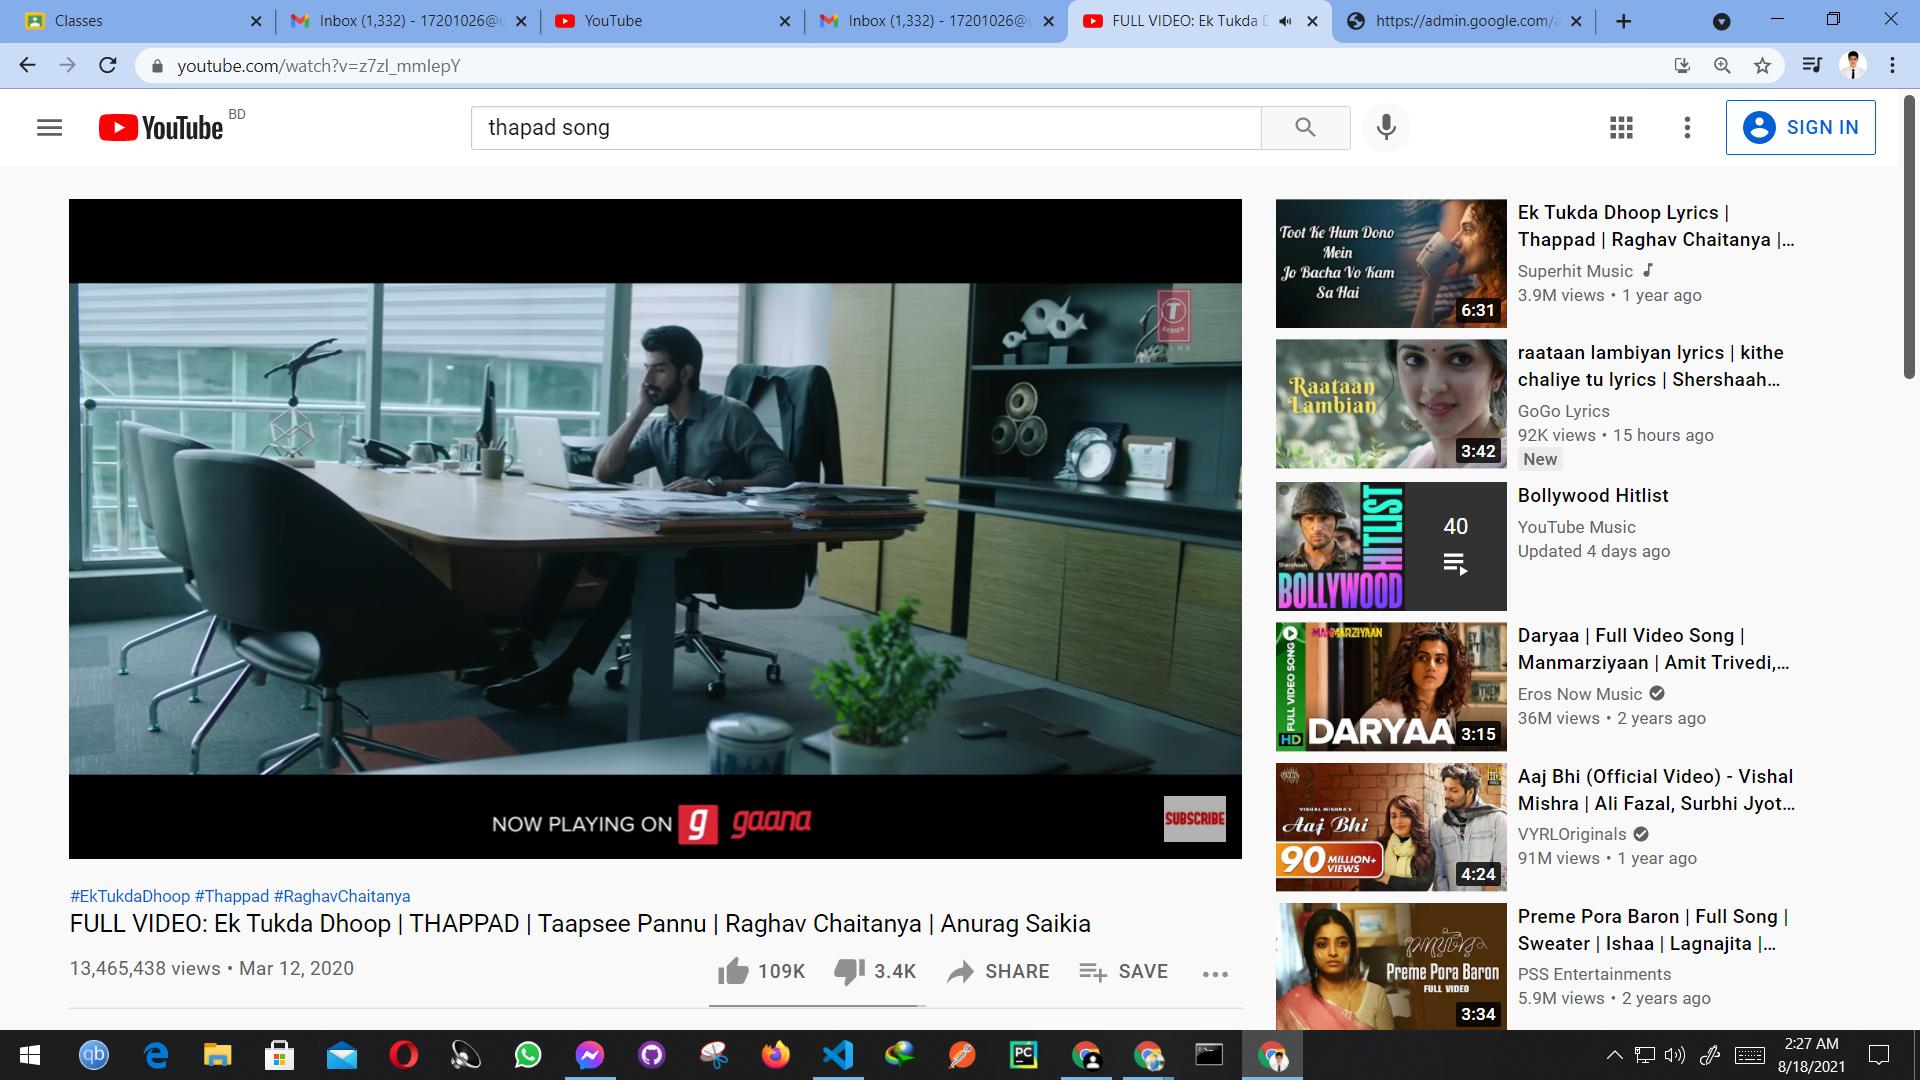 Classes
Inbox (1,332) - 17201026@
YouTube
Inbox (1,332) - 17201026@
FULL VIDEO: Ek Tukda
https://admin.google.com/
youtube.com/watch?v=z7zI_mmIepY
YouTube BD
thapad song
SIGN IN
T
SERIES
NOW PLAYING ON g gaana
SUBSCRIBE
#EkTukdaDhoop #Thappad #RaghavChaitanya
FULL VIDEO: Ek Tukda Dhoop | THAPPAD | Taapsee Pannu | Raghav Chaitanya | Anurag Saikia
13,465,438 views • Mar 12, 2020
109K
3.4K
SHARE
SAVE
Toot Ke Hum Dono
Mein
Jo Bacha Vo Kam
Sa Hai
6:31
Ek Tukda Dhoop Lyrics |
Thappad | Raghav Chaitanya |...
Superhit Music
3.9M views • 1 year ago
Raataan
Lambian
3:42
raataan lambiyan lyrics | kithe
chaliye tu lyrics | Shershaah...
GoGo Lyrics
92K views • 15 hours ago
New
Shershaah
BOLLYWOOD
HITLIST
40
Bollywood Hitlist
YouTube Music
Updated 4 days ago
MANMARZIYAAN
FULL VIDEO SONG
HD
DARYAA
3:15
Daryaa | Full Video Song |
Manmarziyaan | Amit Trivedi,...
Eros Now Music
36M views • 2 years ago
VISHAL MISHRA'S
Aaj Bhi
90 MILLION+
VIEWS
4:24
Aaj Bhi (Official Video) - Vishal
Mishra | Ali Fazal, Surbhi Jyot...
VYRLOriginals
91M views • 1 year ago
Preme Pora Baron
FULL VIDEO
3:34
Preme Pora Baron | Full Song |
Sweater | Ishaa | Lagnajita |...
PSS Entertainments
5.9M views • 2 years ago
qb
PC
2:27 AM
8/18/2021